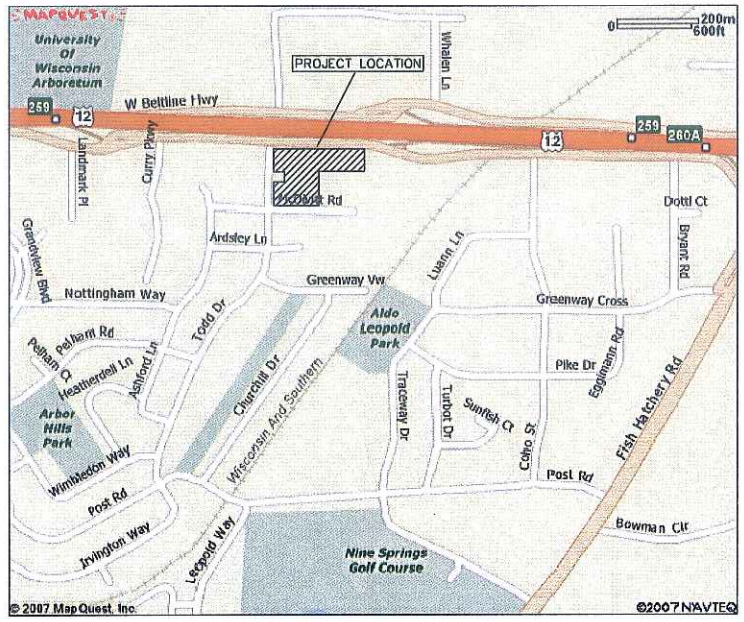 MAPQUEST
University
Of
Wisconsin
Arboretum
0 200m
600ft
PROJECT LOCATION
Whalen Ln
W Beltline Hwy
259
12
12
259
260A
Landmark Pl
Curry Pkwy
Rd
Dottl Ct
Bryant Rd
Grandview Blvd
Ardsley Ln
Luann Ln
Nottingham Way
Greenway Vw
Greenway Cross
Todd Dr
Aldo
Leopold
Park
Pelham Rd
Pelham Ct
Heatherdell Ln
Ashford Ln
Churchill Dr
Wisconsin And Southern
Pike Dr
Eggimann Rd
Fish Hatchery Rd
Arbor
Hills
Park
Traceway Dr
Turbot Dr
Sunfish Ct
Coho St
Wimbledon Way
Post Rd
Post Rd
Irvington Way
Leopold Way
Bowman Cir
Nine Springs
Golf Course
© 2007 MapQuest, Inc.
©2007 NAVTEQ